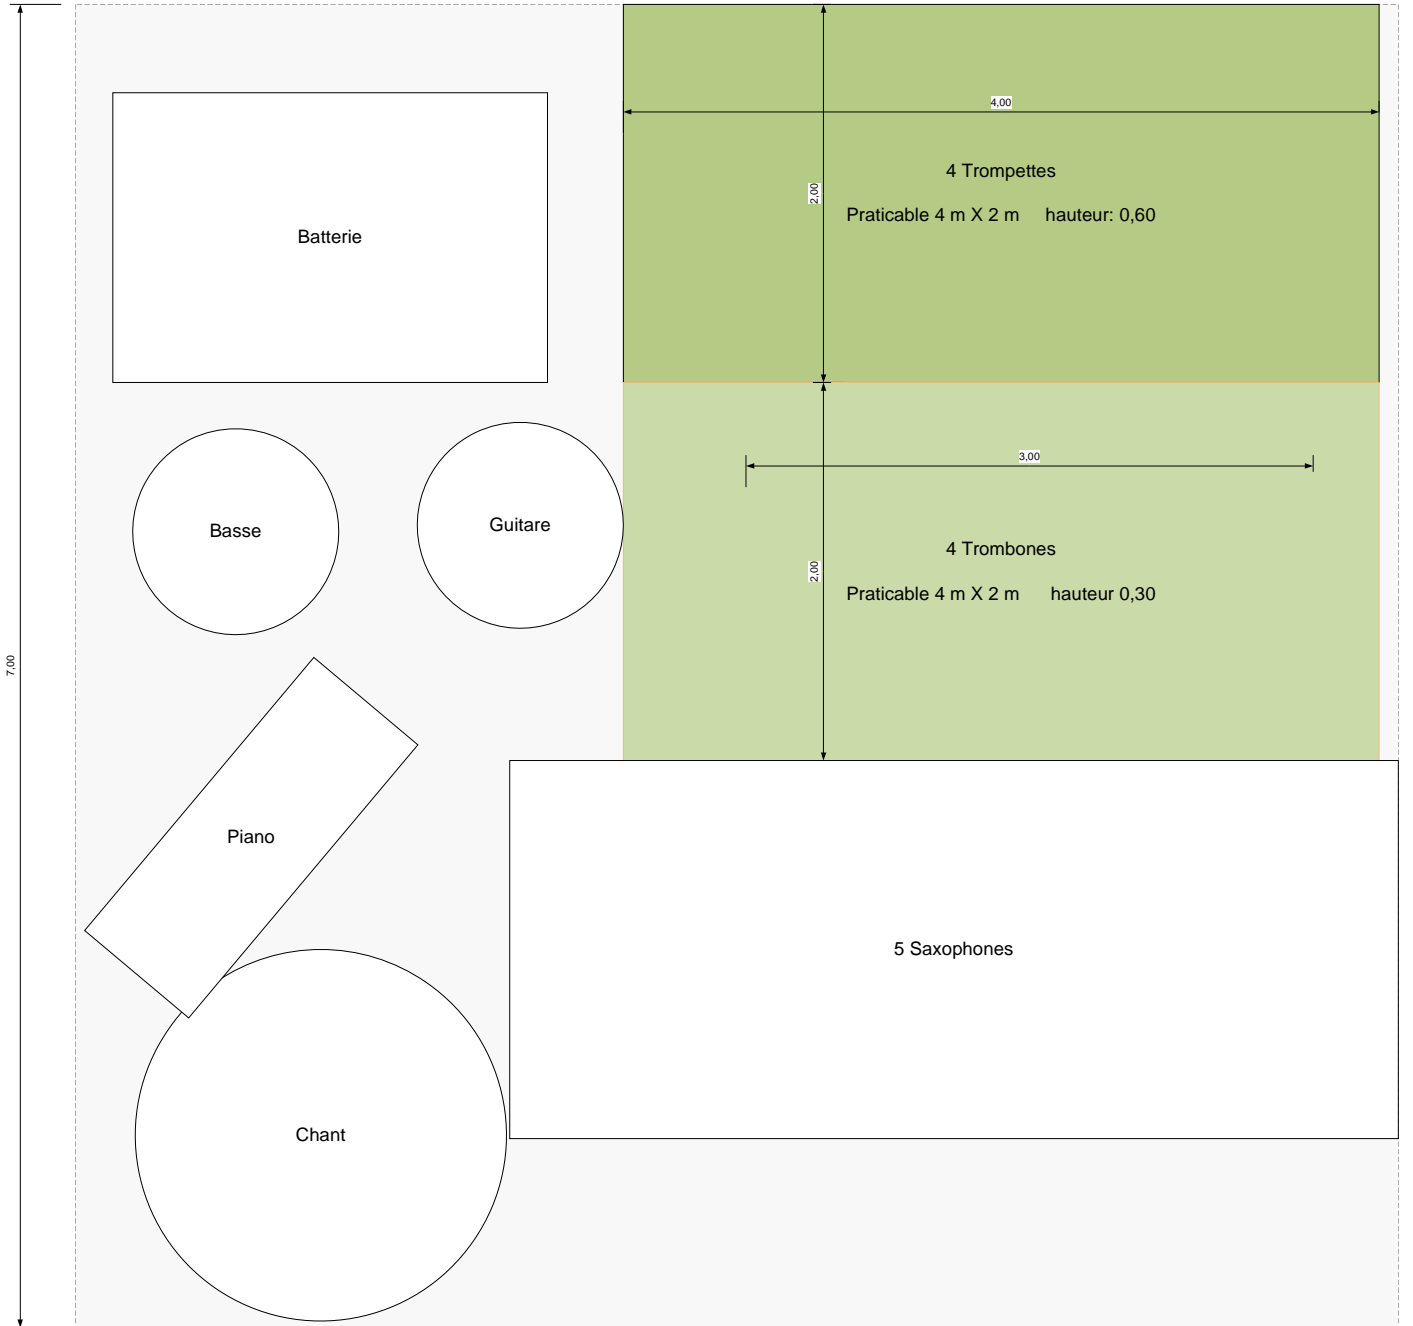 4,00
4 Trompettes
2,00
Praticable 4 m X 2 m hauteur: 0,60
Batterie
3,00
Basse
Guitare
4 Trombones
2,00
Praticable 4 m X 2 m hauteur 0,30
7,00
Piano
5 Saxophones
Chant